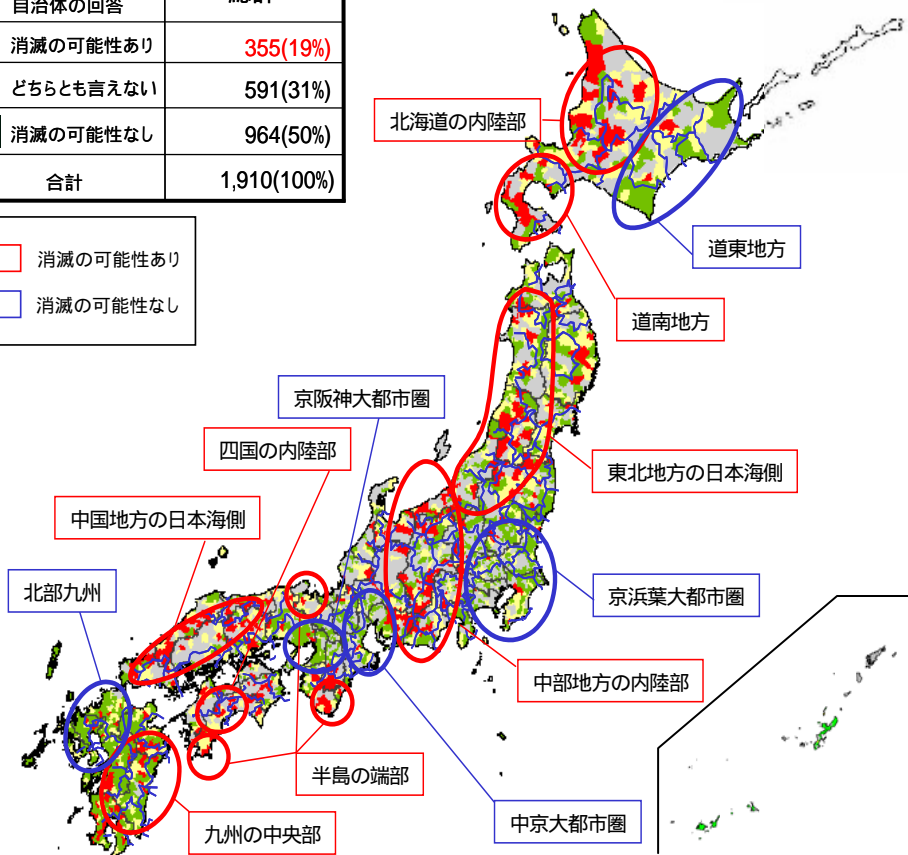 自治体の回答
消滅の可能性あり 355(19%)
どちらとも言えない 591(31%)
消滅の可能性なし 964(50%)
合計 1,910(100%)
消滅の可能性あり
消滅の可能性なし
北海道の内陸部
道東地方
道南地方
京阪神大都市圏
四国の内陸部
東北地方の日本海側
中国地方の日本海側
北部九州
京浜葉大都市圏
中部地方の内陸部
半島の端部
中京大都市圏
九州の中央部